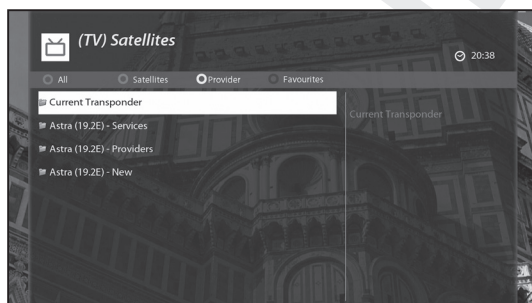 (TV) Satellites
20:38
All Satellites Provider Favourites
Current Transponder
Current Transponder
Astra (19.2E) - Services
Astra (19.2E) - Providers
Astra (19.2E) - New